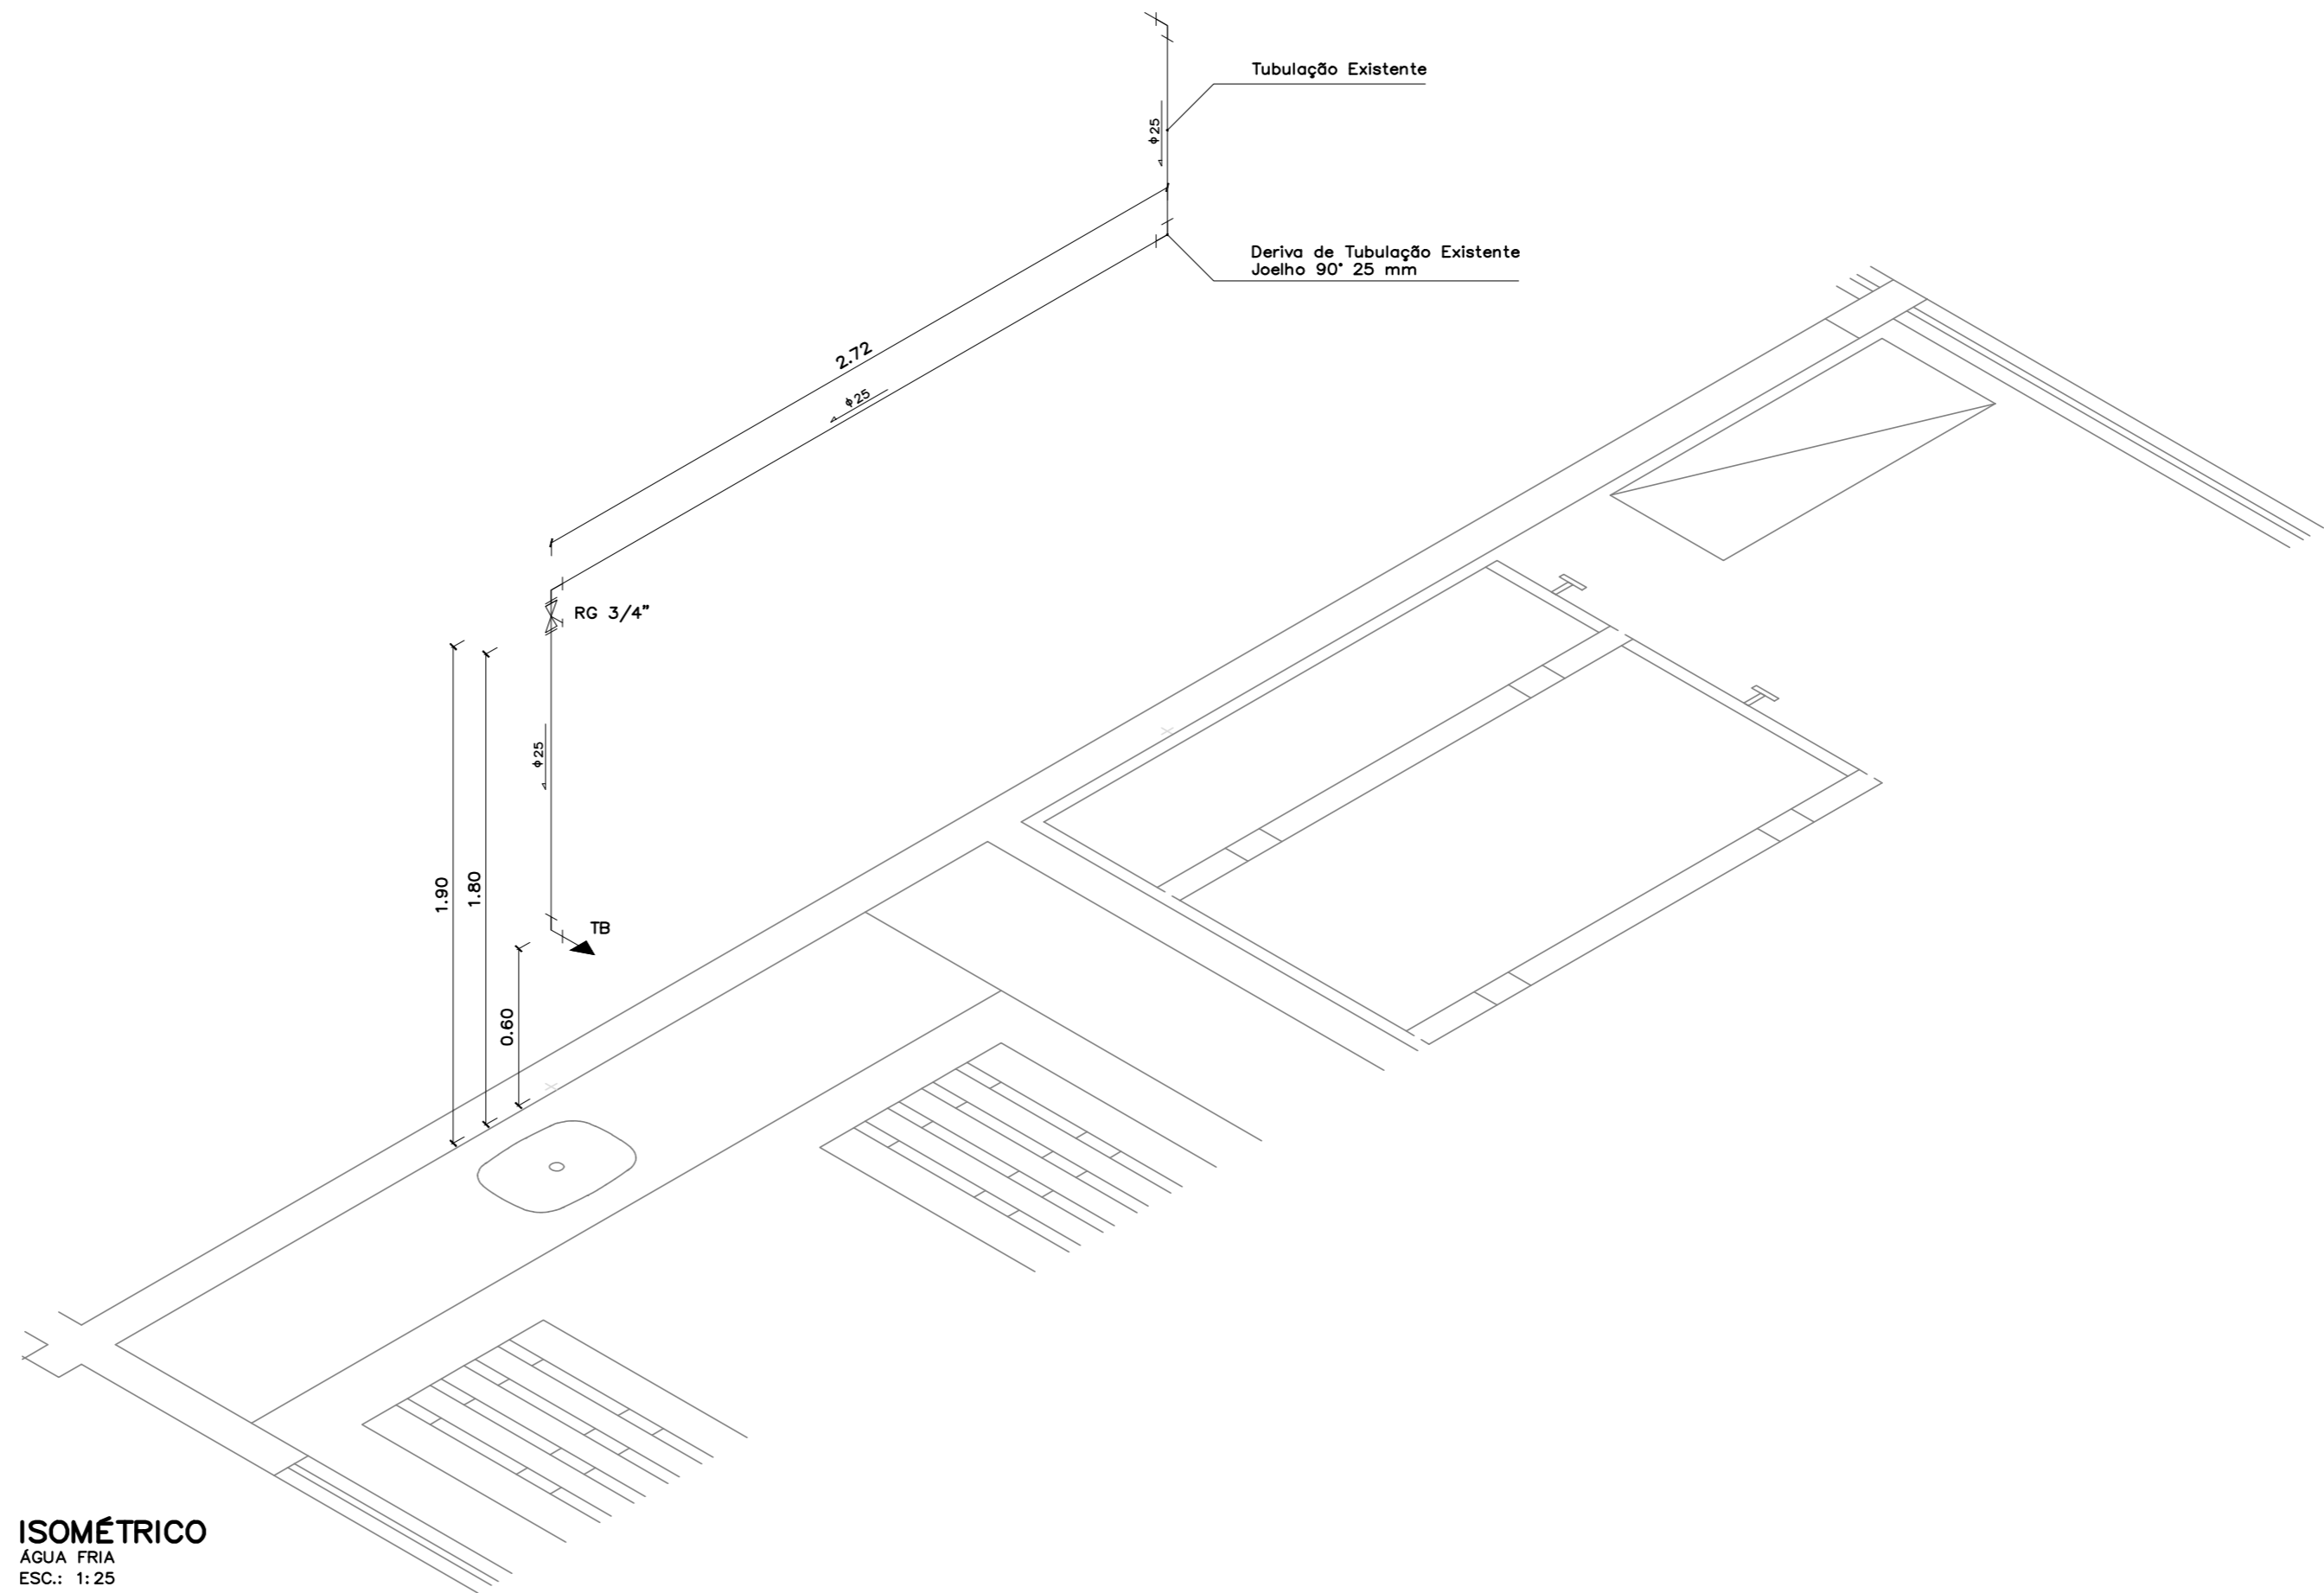 Tubulação Existente
ϕ25
Deriva de Tubulação Existente
Joelho 90° 25 mm
2.72
ϕ25
RG 3/4”
ϕ25
1.90
1.80
TB
0.60
ISOMÉTRICO
ÁGUA FRIA
ESC.: 1:25